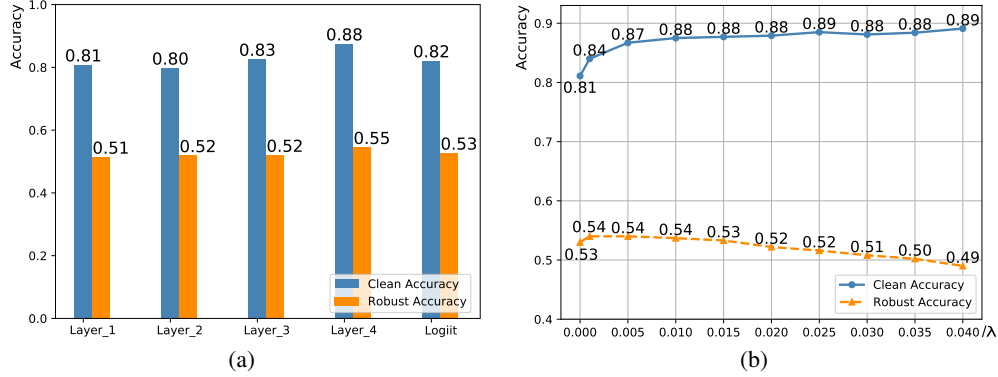 Accuracy
1.0
0.8
0.6
0.4
0.2
0.0
0.81
0.51
0.80
0.52
0.83
0.52
0.88
0.55
0.82
0.53
Clean Accuracy
Robust Accuracy
Layer_1 Layer_2 Layer_3 Layer_4 Logiit
(a)
Accuracy
0.9
0.8
0.7
0.6
0.5
0.4
0.81 0.84 0.87 0.88 0.88 0.88 0.89 0.88 0.88 0.89
0.53 0.54 0.54 0.54 0.53 0.52 0.52 0.51 0.50 0.49
Clean Accuracy
Robust Accuracy
0.000 0.005 0.010 0.015 0.020 0.025 0.030 0.035 0.040 /λ
(b)